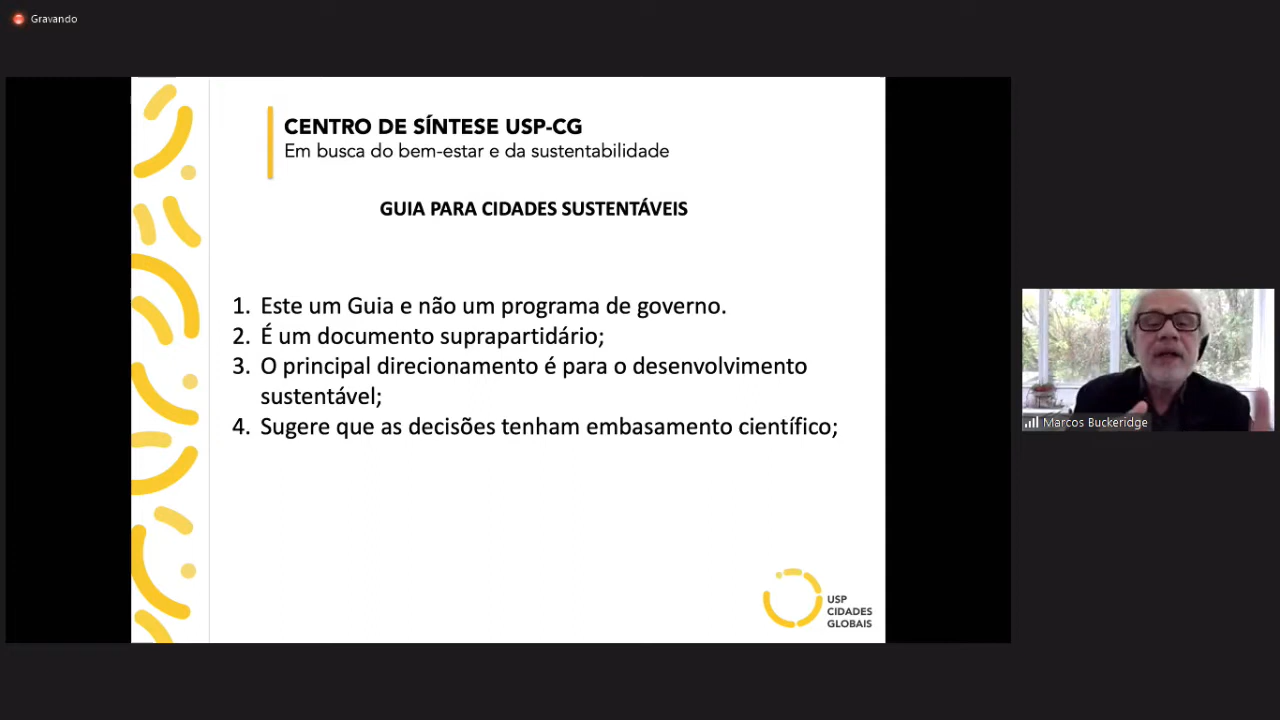 Gravando
CENTRO DE SÍNTESE USP-CG
Em busca do bem-estar e da sustentabilidade
GUIA PARA CIDADES SUSTENTÁVEIS
1. Este um Guia e não um programa de governo.
2. É um documento suprapartidário;
3. O principal direcionamento é para o desenvolvimento
sustentável;
4. Sugere que as decisões tenham embasamento científico;
Marcos Buckeridge
USP
CIDADES
GLOBAIS